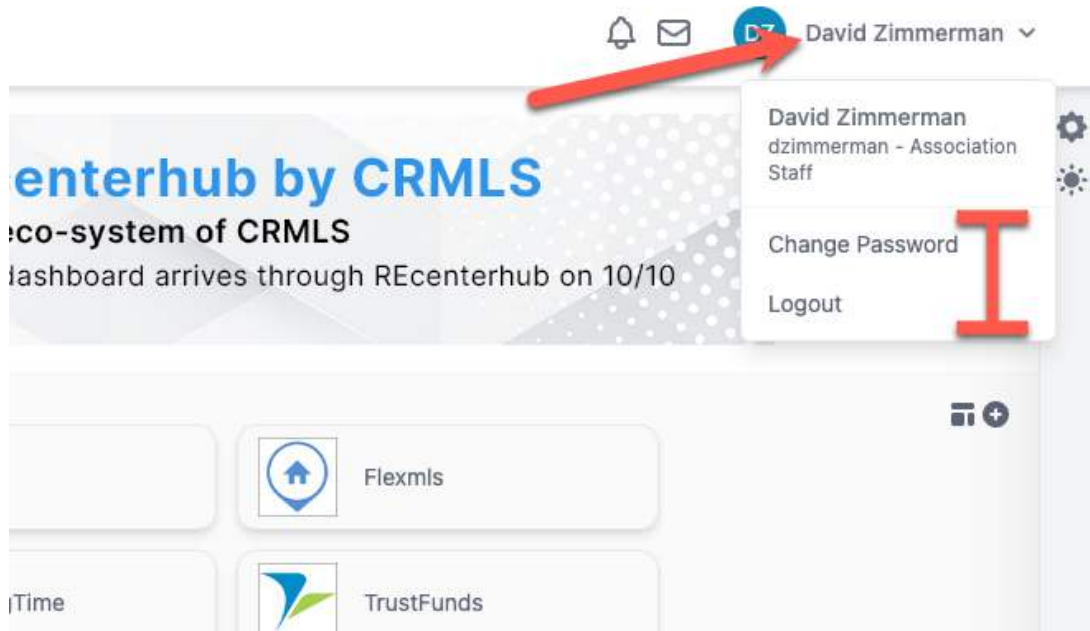 DZ David Zimmerman
David Zimmerman
dzimmerman - Association
Staff
Change Password
Logout
enterhub by CRMLS
eco-system of CRMLS
dashboard arrives through REcenterhub on 10/10
Flexmls
gTime
TrustFunds